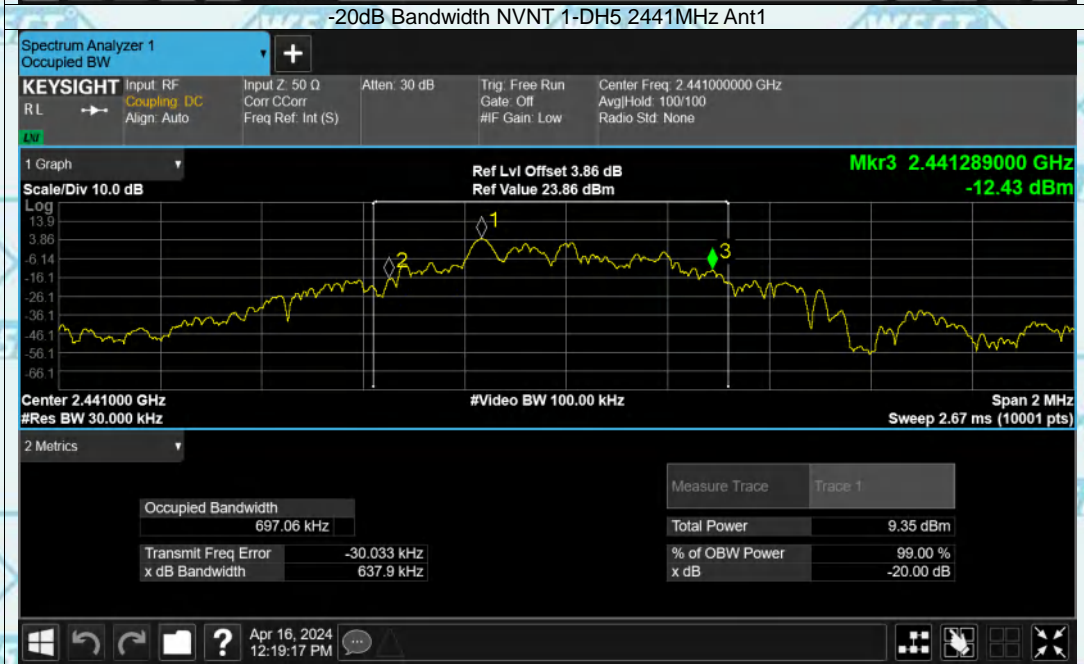 -20dB Bandwidth NVNT 1-DH5 2441MHz Ant1
Spectrum Analyzer 1
Occupied BW
KEYSIGHT Input: RF Input Z: 50 Ω Atten: 30 dB Trig: Free Run Center Freq: 2.441000000 GHz
RL Coupling: DC Corr CCorr Gate: Off Avg|Hold: 100/100
Align: Auto Freq Ref: Int (S) #IF Gain: Low Radio Std: None
LNI
1 Graph
Ref Lvl Offset 3.86 dB Mkr3 2.441289000 GHz
Scale/Div 10.0 dB Ref Value 23.86 dBm -12.43 dBm
Log
13.9
3.86
-6.14
-16.1
-26.1
-36.1
-46.1
-56.1
-66.1
1
2
3
Center 2.441000 GHz #Video BW 100.00 kHz Span 2 MHz
#Res BW 30.000 kHz Sweep 2.67 ms (10001 pts)
2 Metrics
Measure Trace Trace 1
Occupied Bandwidth
697.06 kHz Total Power 9.35 dBm
Transmit Freq Error -30.033 kHz % of OBW Power 99.00 %
x dB Bandwidth 637.9 kHz x dB -20.00 dB
Apr 16, 2024
12:19:17 PM